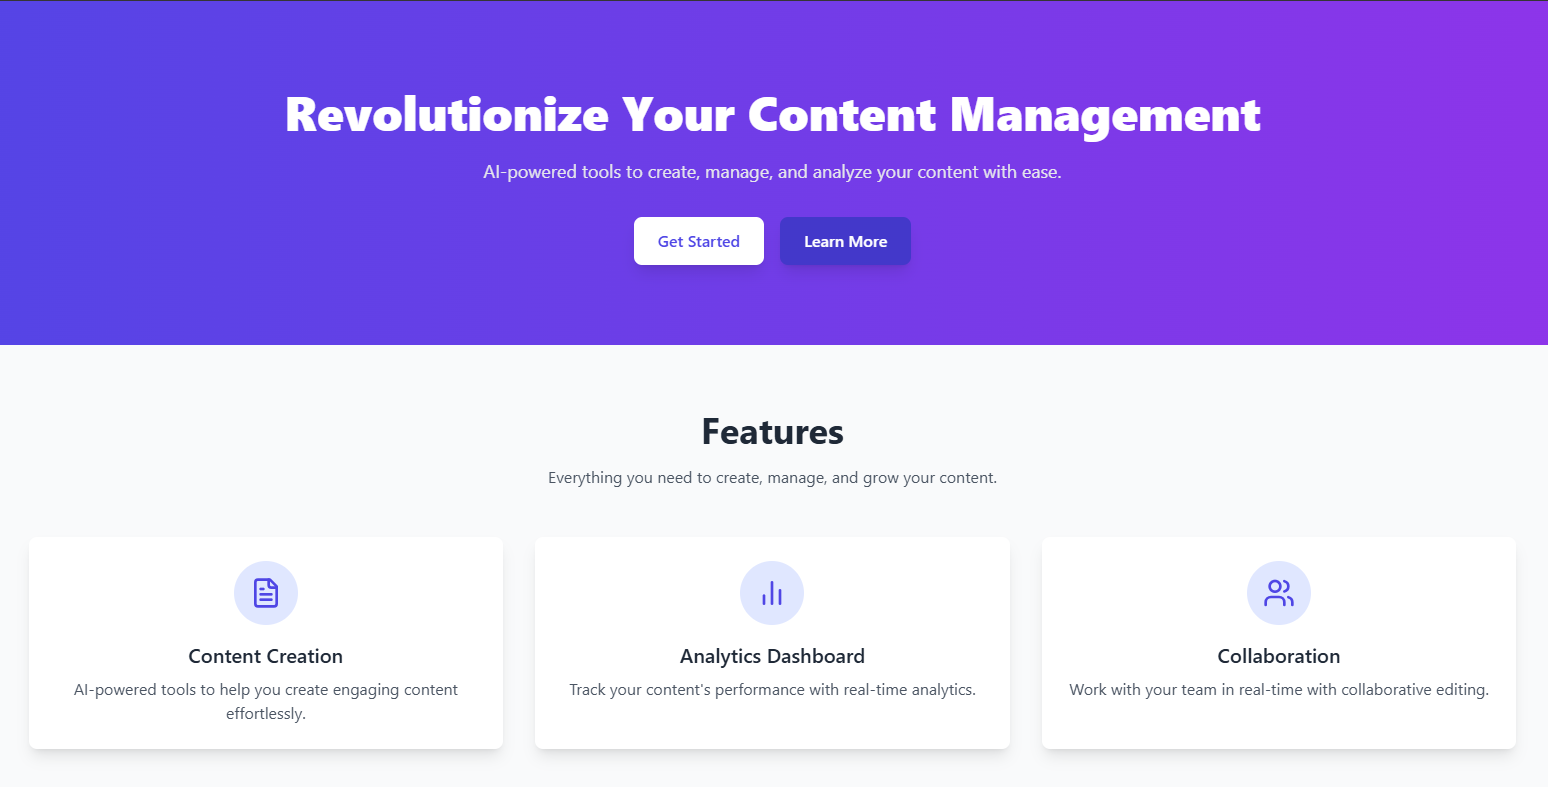 Revolutionize Your Content Management
AI-powered tools to create, manage, and analyze your content with ease.
Get Started
Learn More
Features
Everything you need to create, manage, and grow your content.
Content Creation
AI-powered tools to help you create engaging content
effortlessly.
Analytics Dashboard
Track your content's performance with real-time analytics.
Collaboration
Work with your team in real-time with collaborative editing.